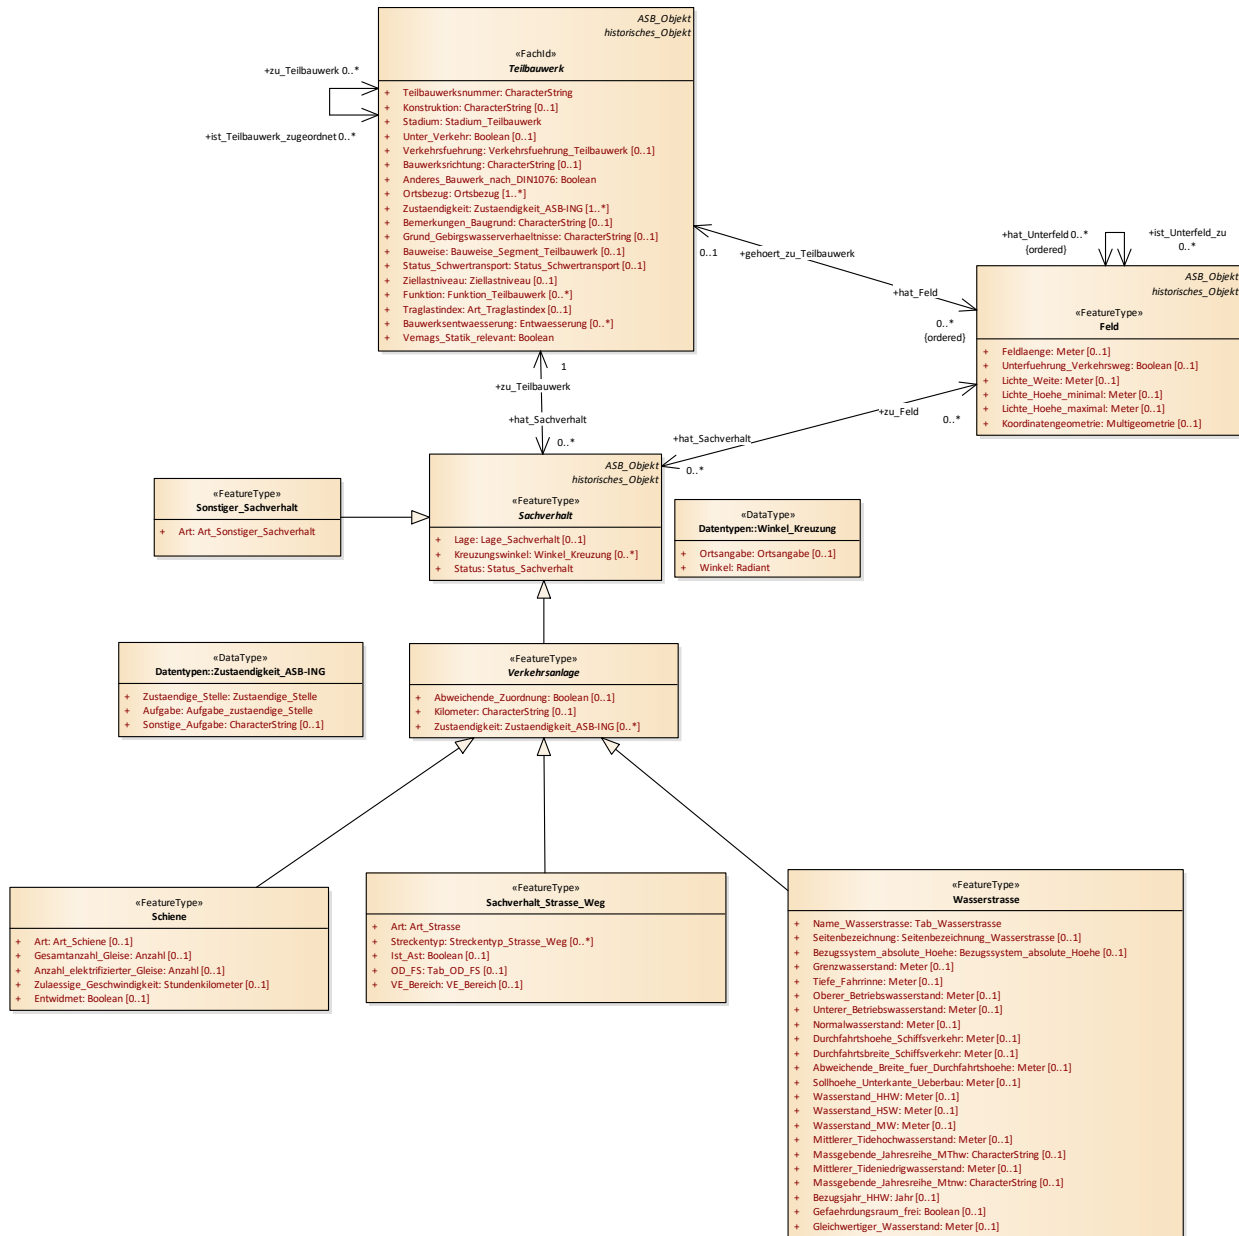 ASB_Objekt
historisches_Objekt
«FachId»
Teilbauwerk
+ Teilbauwerksnummer: CharacterString
+ Konstruktion: CharacterString [0..1]
+ Stadium: Stadium_Teilbauwerk
+ Unter_Verkehr: Boolean [0..1]
+ Verkehrsfuehrung: Verkehrsfuehrung_Teilbauwerk [0..1]
+ Bauwerksrichtung: CharacterString [0..1]
+ Anderes_Bauwerk_nach_DIN1076: Boolean
+ Ortsbezug: Ortsbezug [1..*]
+ Zustaendigkeit: Zustaendigkeit_ASB-ING [1..*]
+ Bemerkungen_Baugrund: CharacterString [0..1]
+ Grund_Gebirgswasserverhaeltnisse: CharacterString [0..1]
+ Bauweise: Bauweise_Segment_Teilbauwerk [0..1]
+ Status_Schwertransport: Status_Schwertransport [0..1]
+ Ziellastniveau: Ziellastniveau [0..1]
+ Funktion: Funktion_Teilbauwerk [0..*]
+ Traglastindex: Art_Traglastindex [0..1]
+ Bauwerksentwaesserung: Entwaesserung [0..*]
+ Vemags_Statik_relevant: Boolean
+zu_Teilbauwerk 0..*
+ist_Teilbauwerk_zugeordnet 0..*
0..1
+gehoert_zu_Teilbauwerk
+hat_Feld
0..*
{ordered}
+hat_Unterfeld 0..*
{ordered}
+ist_Unterfeld_zu
0..*
ASB_Objekt
historisches_Objekt
«FeatureType»
Feld
+ Feldlaenge: Meter [0..1]
+ Unterfuehrung_Verkehrsweg: Boolean [0..1]
+ Lichte_Weite: Meter [0..1]
+ Lichte_Hoehe_minimal: Meter [0..1]
+ Lichte_Hoehe_maximal: Meter [0..1]
+ Koordinatengeometrie: Multigeometrie [0..1]
1
+zu_Teilbauwerk
+hat_Sachverhalt
0..*
+zu_Feld
0..*
+hat_Sachverhalt
0..*
ASB_Objekt
historisches_Objekt
«FeatureType»
Sachverhalt
+ Lage: Lage_Sachverhalt [0..1]
+ Kreuzungswinkel: Winkel_Kreuzung [0..*]
+ Status: Status_Sachverhalt
«FeatureType»
Sonstiger_Sachverhalt
+ Art: Art_Sonstiger_Sachverhalt
«DataType»
Datentypen::Winkel_Kreuzung
+ Ortsangabe: Ortsangabe [0..1]
+ Winkel: Radiant
«DataType»
Datentypen::Zustaendigkeit_ASB-ING
+ Zustaendige_Stelle: Zustaendige_Stelle
+ Aufgabe: Aufgabe_zustaendige_Stelle
+ Sonstige_Aufgabe: CharacterString [0..1]
«FeatureType»
Verkehrsanlage
+ Abweichende_Zuordnung: Boolean [0..1]
+ Kilometer: CharacterString [0..1]
+ Zustaendigkeit: Zustaendigkeit_ASB-ING [0..*]
«FeatureType»
Schiene
+ Art: Art_Schiene [0..1]
+ Gesamtanzahl_Gleise: Anzahl [0..1]
+ Anzahl_elektrifizierter_Gleise: Anzahl [0..1]
+ Zulaessige_Geschwindigkeit: Stundenkilometer [0..1]
+ Entwidmet: Boolean [0..1]
«FeatureType»
Sachverhalt_Strasse_Weg
+ Art: Art_Strasse
+ Streckentyp: Streckentyp_Strasse_Weg [0..*]
+ Ist_Ast: Boolean [0..1]
+ OD_FS: Tab_OD_FS [0..1]
+ VE_Bereich: VE_Bereich [0..1]
«FeatureType»
Wasserstrasse
+ Name_Wasserstrasse: Tab_Wasserstrasse
+ Seitenbezeichnung: Seitenbezeichnung_Wasserstrasse [0..1]
+ Bezugssystem_absolute_Hoehe: Bezugssystem_absolute_Hoehe [0..1]
+ Grenzwasserstand: Meter [0..1]
+ Tiefe_Fahrrinne: Meter [0..1]
+ Oberer_Betriebswasserstand: Meter [0..1]
+ Unterer_Betriebswasserstand: Meter [0..1]
+ Normalwasserstand: Meter [0..1]
+ Durchfahrtshoehe_Schiffsverkehr: Meter [0..1]
+ Durchfahrtsbreite_Schiffsverkehr: Meter [0..1]
+ Abweichende_Breite_fuer_Durchfahrtshoehe: Meter [0..1]
+ Sollhoehe_Unterkante_Ueberbau: Meter [0..1]
+ Wasserstand_HHW: Meter [0..1]
+ Wasserstand_HSW: Meter [0..1]
+ Wasserstand_MW: Meter [0..1]
+ Mittlerer_Tidehochwasserstand: Meter [0..1]
+ Massgebende_Jahresreihe_MThw: CharacterString [0..1]
+ Mittlerer_Tideniedrigwasserstand: Meter [0..1]
+ Massgebende_Jahresreihe_Mtnw: CharacterString [0..1]
+ Bezugsjahr_HHW: Jahr [0..1]
+ Gefaehrdungsraum_frei: Boolean [0..1]
+ Gleichwertiger_Wasserstand: Meter [0..1]